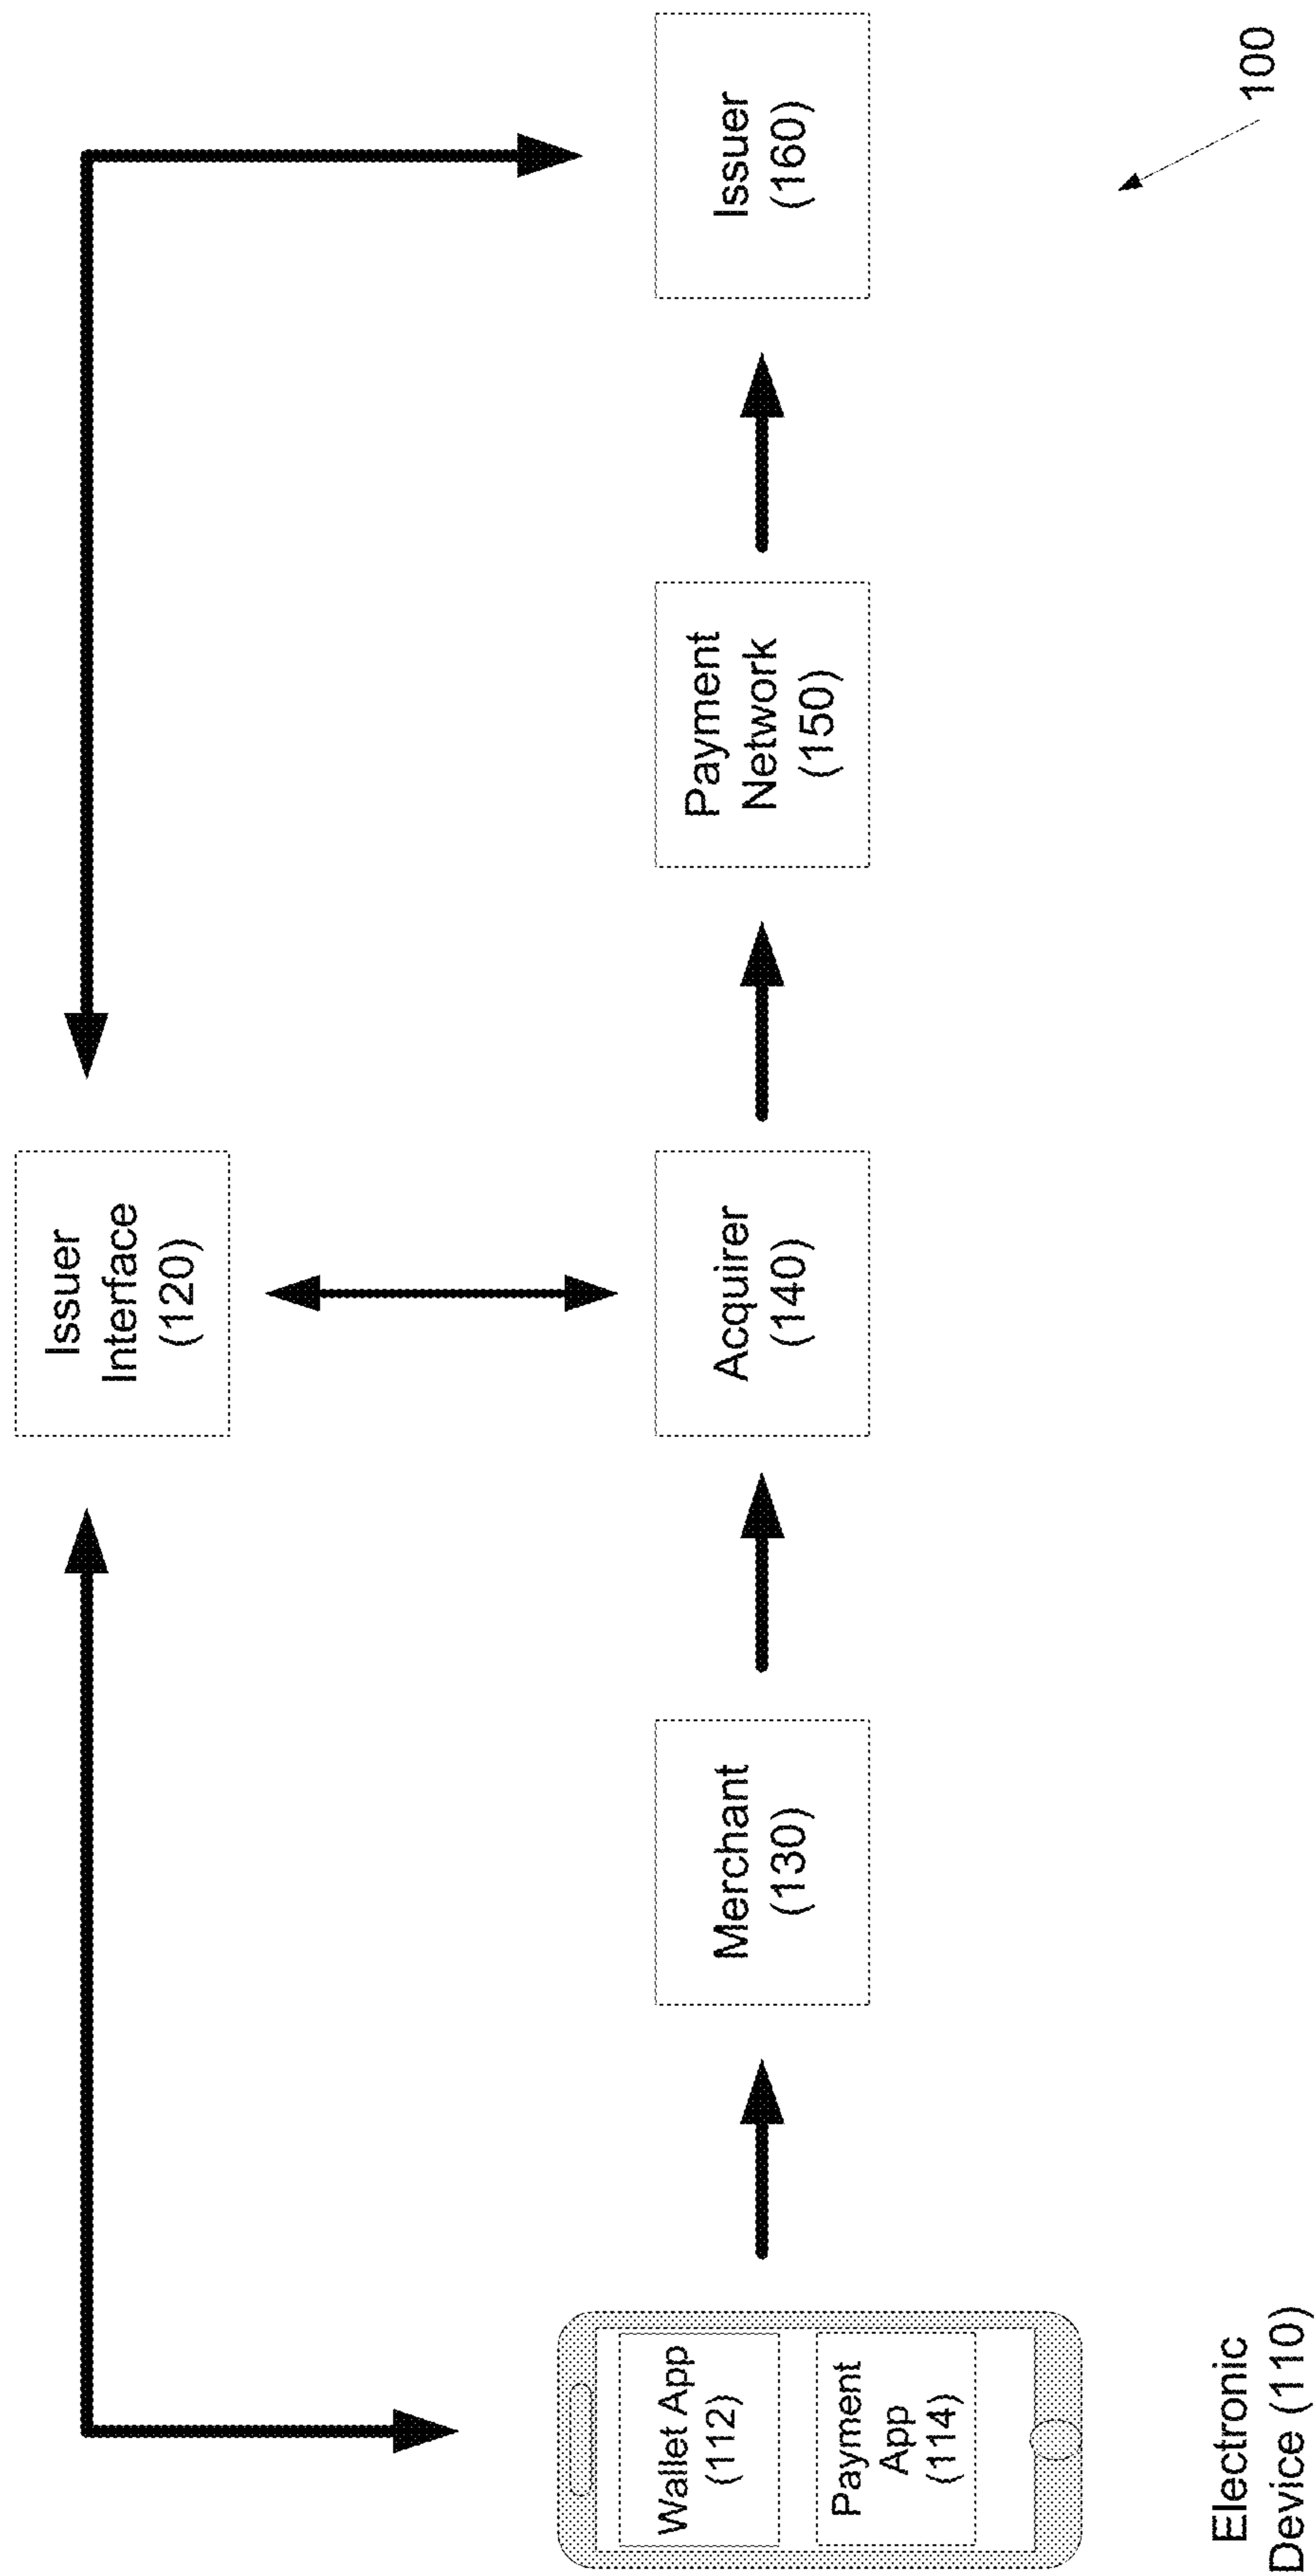 Issuer
Interface
(120)
Wallet App
(112)
Payment
App
(114)
Merchant
(130)
Acquirer
(140)
Payment
Network
(150)
Issuer
(160)
Electronic
Device (110)
100